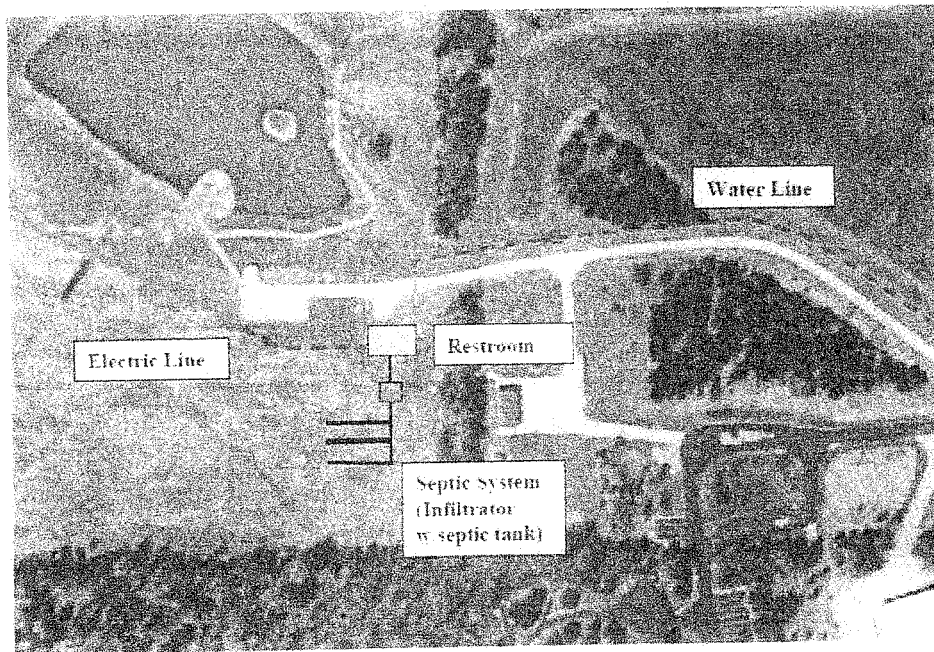 Water Line
Electric Line
Restroom
Septic System
(Infiltrator
w septic tank)